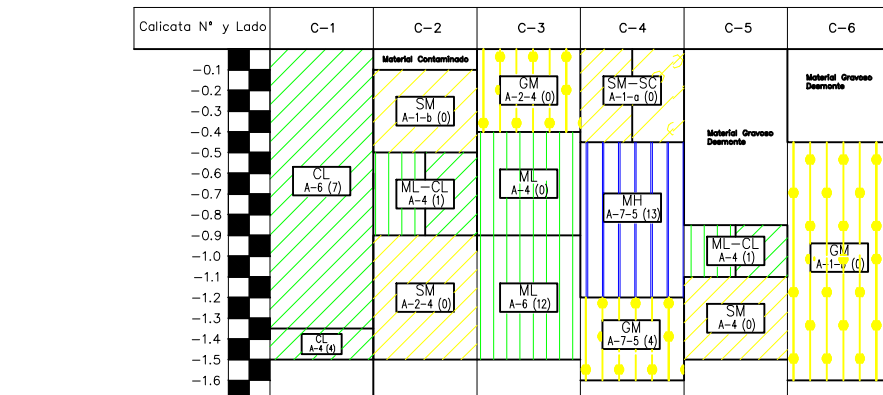 Calicata N° y Lado C-1 C-2 C-3 C-4 C-5 C-6
Material Contaminado
-0.1
-0.2
-0.3
-0.4
-0.5
-0.6
-0.7
-0.8
-0.9
-1.0
-1.1
-1.2
-1.3
-1.4
-1.5
-1.6
CL
A-6 (7)
CL
A-4 (4)
SM
A-1-b (0)
ML-CL
A-4 (1)
SM
A-2-4 (0)
GM
A-2-4 (0)
ML
A-4 (0)
ML
A-6 (12)
SM-SC
A-1-a (0)
MH
A-7-5 (13)
GM
A-7-5 (4)
Material Gravoso
Desmonte
ML-CL
A-4 (1)
SM
A-4 (0)
Material Gravoso
Desmonte
GM